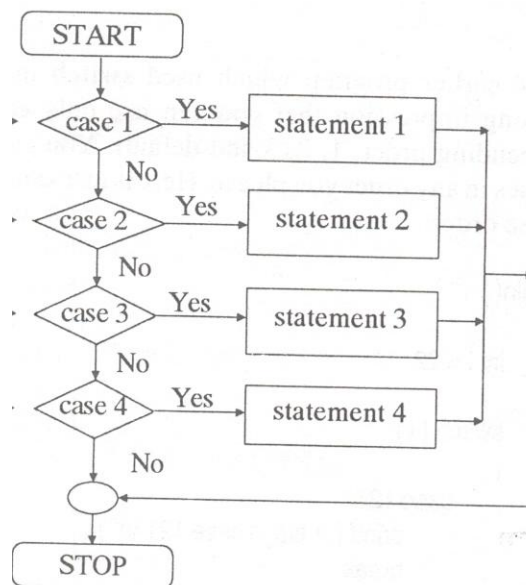 START
case 1
Yes
statement 1
No
case 2
Yes
statement 2
No
case 3
Yes
statement 3
No
case 4
Yes
statement 4
No
STOP